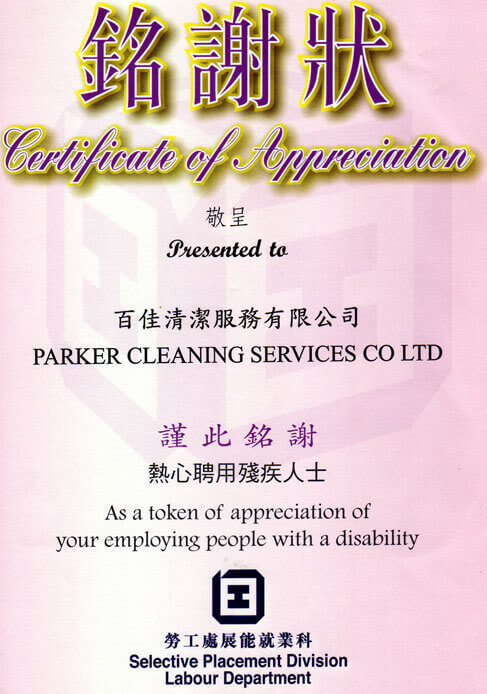 銘謝狀
Certificate of Appreciation
敬呈
Presented to
百佳清潔服務有限公司
PARKER CLEANING SERVICES CO LTD
謹此銘謝
熱心聘用殘疾人士
As a token of appreciation of
your employing people with a disability
勞工處展能就業科
Selective Placement Division
Labour Department